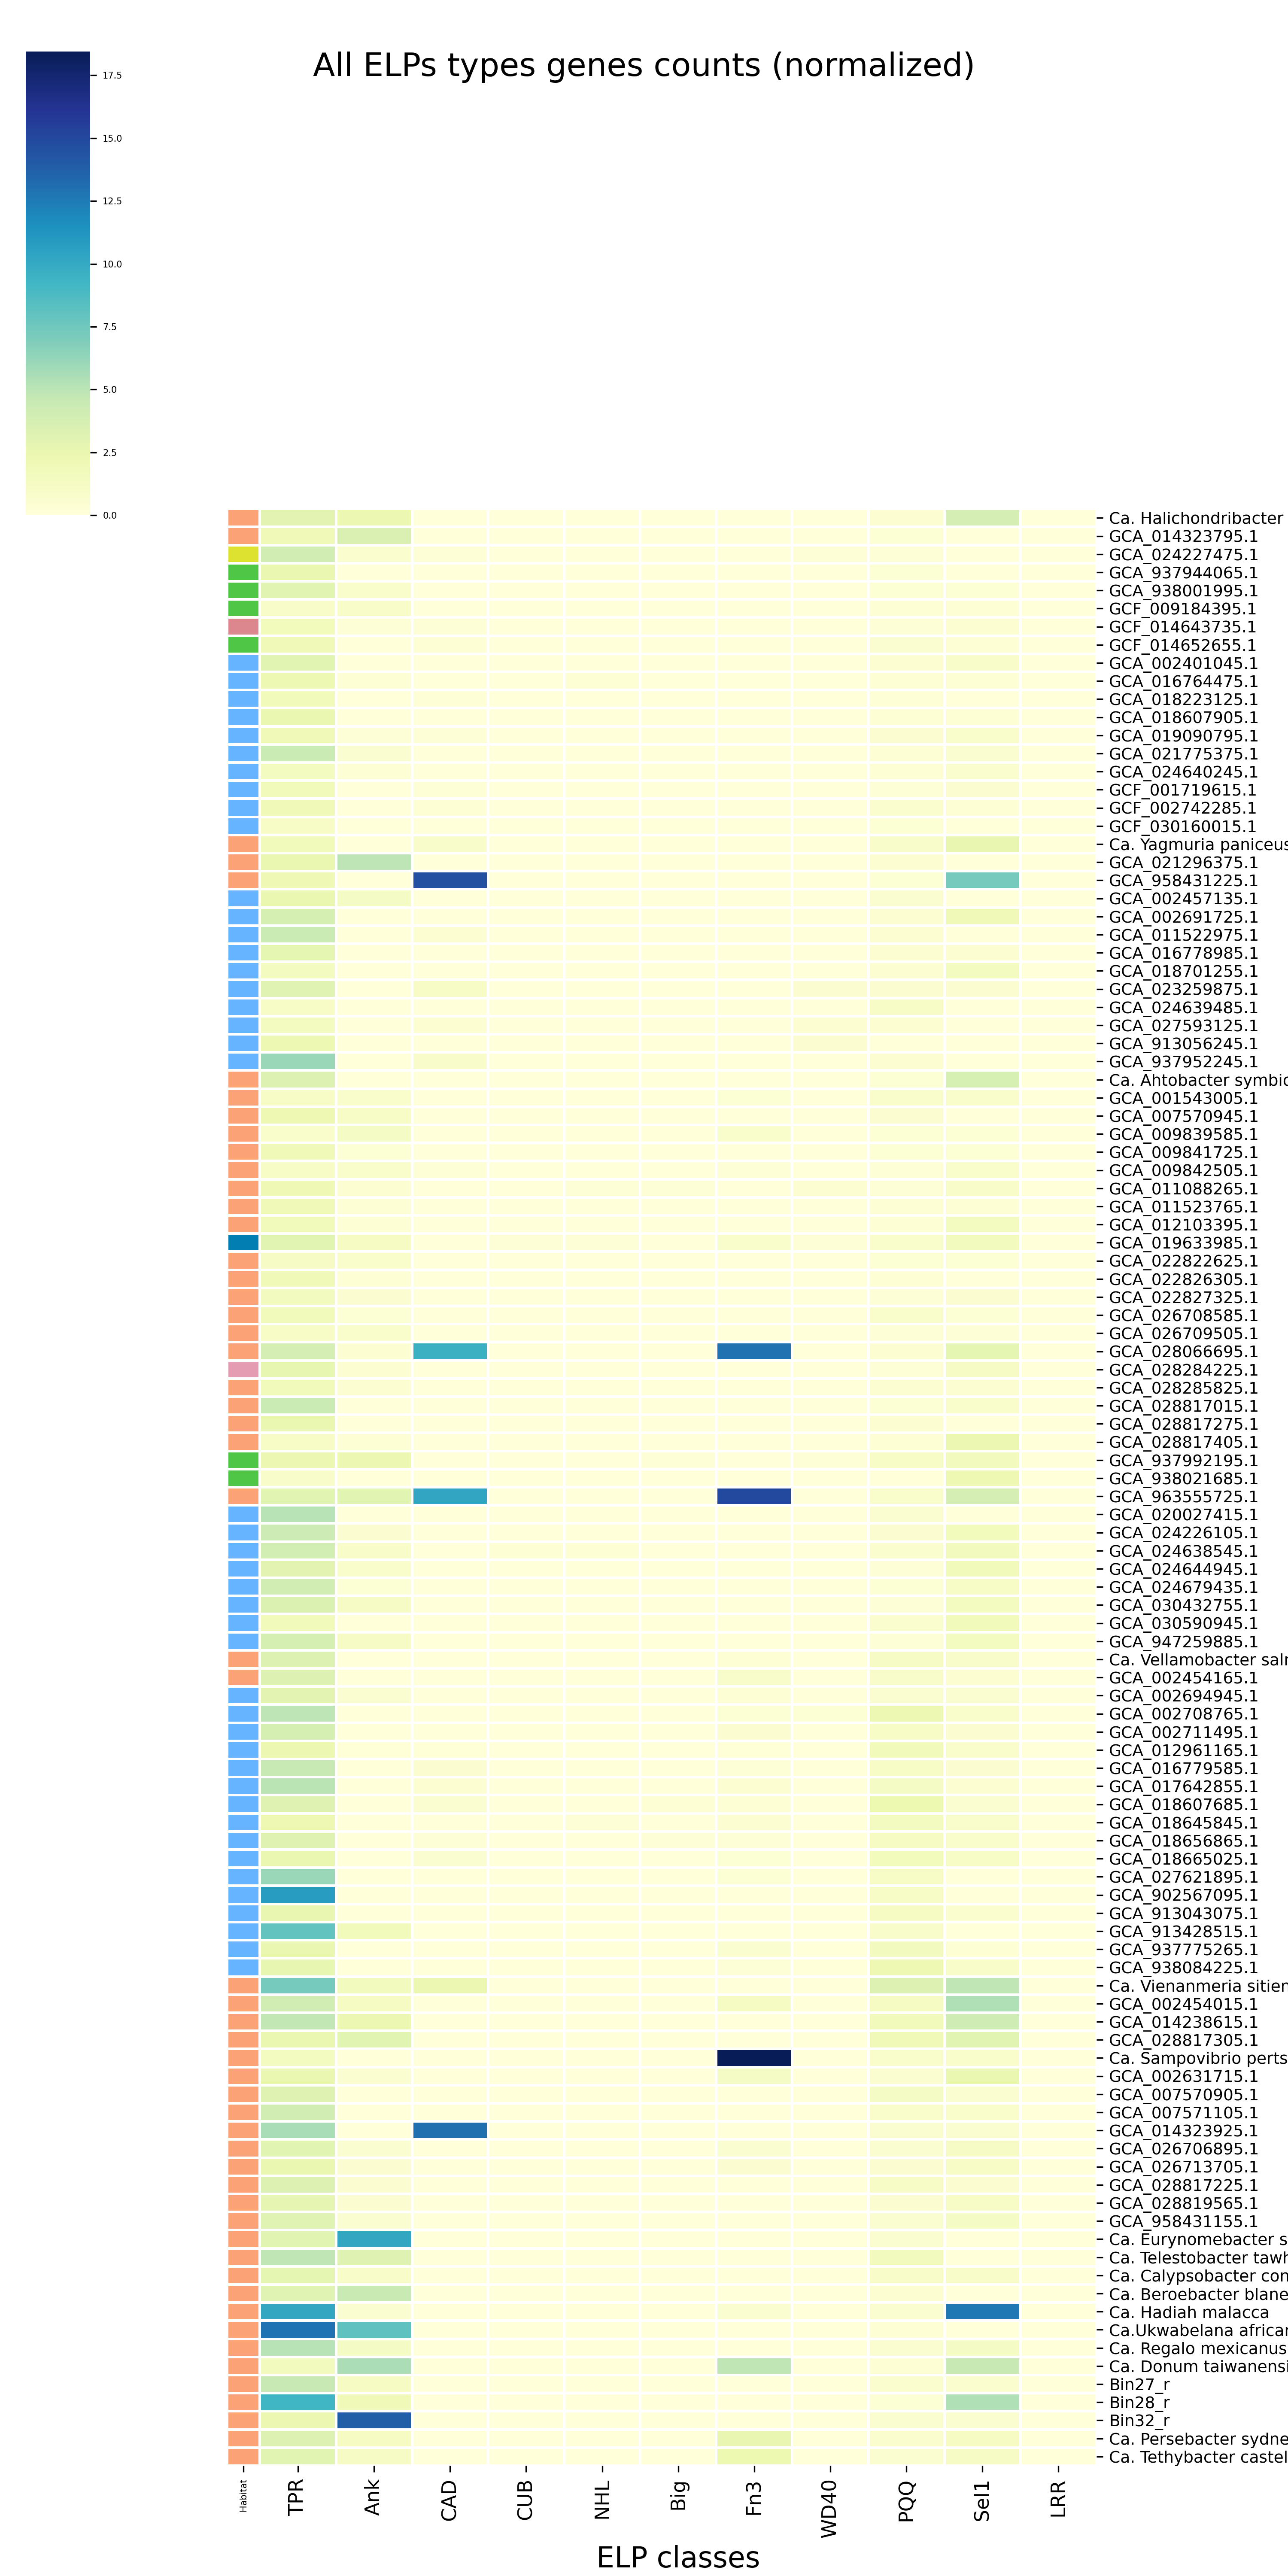 All ELPs types genes counts (normalized)
17.5
15.0
12.5
10.0
7.5
5.0
2.5
0.0
Ca. Halichondribacter
GCA_014323795.1
GCA_024227475.1
GCA_937944065.1
GCA_938001995.1
GCF_009184395.1
GCF_014643735.1
GCF_014652655.1
GCA_002401045.1
GCA_016764475.1
GCA_018223125.1
GCA_018607905.1
GCA_019090795.1
GCA_021775375.1
GCA_024640245.1
GCF_001719615.1
GCF_002742285.1
GCF_030160015.1
Ca. Yagmuria paniceus
GCA_021296375.1
GCA_958431225.1
GCA_002457135.1
GCA_002691725.1
GCA_011522975.1
GCA_016778985.1
GCA_018701255.1
GCA_023259875.1
GCA_024639485.1
GCA_027593125.1
GCA_913056245.1
GCA_937952245.1
Ca. Ahtobacter symbio
GCA_001543005.1
GCA_007570945.1
GCA_009839585.1
GCA_009841725.1
GCA_009842505.1
GCA_011088265.1
GCA_011523765.1
GCA_012103395.1
GCA_019633985.1
GCA_022822625.1
GCA_022826305.1
GCA_022827325.1
GCA_026708585.1
GCA_026709505.1
GCA_028066695.1
GCA_028284225.1
GCA_028285825.1
GCA_028817015.1
GCA_028817275.1
GCA_028817405.1
GCA_937992195.1
GCA_938021685.1
GCA_963555725.1
GCA_020027415.1
GCA_024226105.1
GCA_024638545.1
GCA_024644945.1
GCA_024679435.1
GCA_030432755.1
GCA_030590945.1
GCA_947259885.1
Ca. Vellamobacter saln
GCA_002454165.1
GCA_002694945.1
GCA_002708765.1
GCA_002711495.1
GCA_012961165.1
GCA_016779585.1
GCA_017642855.1
GCA_018607685.1
GCA_018645845.1
GCA_018656865.1
GCA_018665025.1
GCA_027621895.1
GCA_902567095.1
GCA_913043075.1
GCA_913428515.1
GCA_937775265.1
GCA_938084225.1
Ca. Vienanmeria sitien
GCA_002454015.1
GCA_014238615.1
GCA_028817305.1
Ca. Sampovibrio perts
GCA_002631715.1
GCA_007570905.1
GCA_007571105.1
GCA_014323925.1
GCA_026706895.1
GCA_026713705.1
GCA_028817225.1
GCA_028819565.1
GCA_958431155.1
Ca. Eurynomebacter s
Ca. Telestobacter tawh
Ca. Calypsobacter con
Ca. Beroebacter blane
Ca. Hadiah malacca
Ca.Ukwabelana african
Ca. Regalo mexicanus
Ca. Donum taiwanensi
Bin27_r
Bin28_r
Bin32_r
Ca. Persebacter sydne
Ca. Tethybacter castel
Habitat
TPR
Ank
CAD
CUB
NHL
Big
Fn3
WD40
PQQ
Sel1
LRR
ELP classes